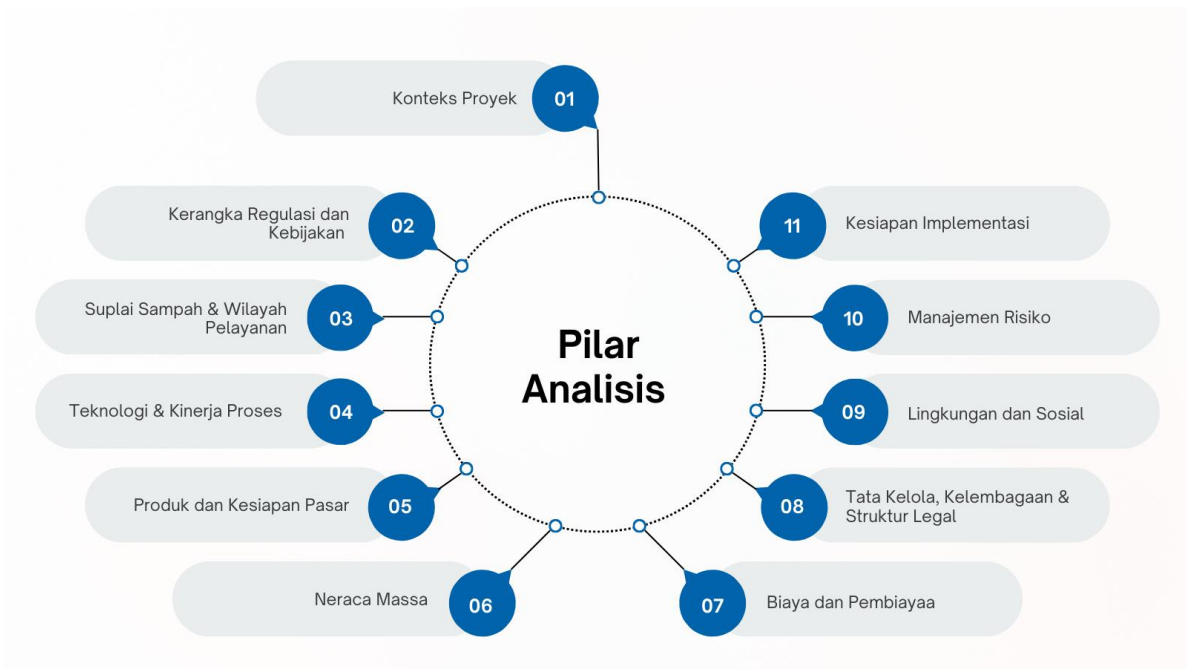 Pilar
Analisis
01
Konteks Proyek
02
Kerangka Regulasi dan
Kebijakan
03
Suplai Sampah & Wilayah
Pelayanan
04
Teknologi & Kinerja Proses
05
Produk dan Kesiapan Pasar
06
Neraca Massa
07
Biaya dan Pembiayaa
08
Tata Kelola, Kelembagaan &
Struktur Legal
09
Lingkungan dan Sosial
10
Manajemen Risiko
11
Kesiapan Implementasi